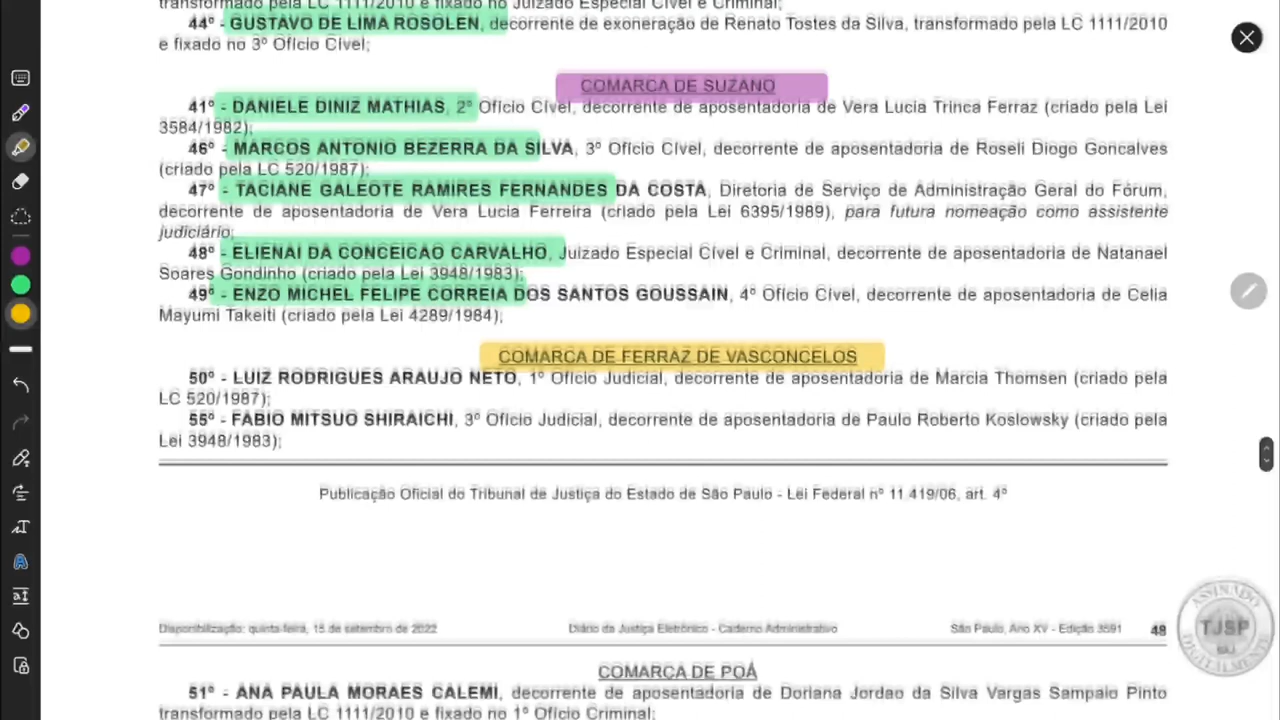 transformado pela LC 1111/2010 e fixado no Juizado Especial Cível e Criminal;
44º - GUSTAVO DE LIMA ROSOLEN, decorrente de exoneração de Renato Tostes da Silva, transformado pela LC 1111/2010
e fixado no 3º Ofício Cível;
COMARCA DE SUZANO
41º - DANIELE DINIZ MATHIAS, 2º Ofício Cível, decorrente de aposentadoria de Vera Lucia Trinca Ferraz (criado pela Lei
3584/1982);
46º - MARCOS ANTONIO BEZERRA DA SILVA, 3º Ofício Cível, decorrente de aposentadoria de Roseli Diogo Goncalves
(criado pela LC 520/1987);
47º - TACIANE GALEOTE RAMIRES FERNANDES DA COSTA, Diretoria de Serviço de Administração Geral do Fórum,
decorrente de aposentadoria de Vera Lucia Ferreira (criado pela Lei 6395/1989), para futura nomeação como assistente
judiciário;
48º - ELIENAI DA CONCEICAO CARVALHO, Juizado Especial Cível e Criminal, decorrente de aposentadoria de Natanael
Soares Gondinho (criado pela Lei 3948/1983);
49º - ENZO MICHEL FELIPE CORREIA DOS SANTOS GOUSSAIN, 4º Ofício Cível, decorrente de aposentadoria de Celia
Mayumi Takeiti (criado pela Lei 4289/1984);
COMARCA DE FERRAZ DE VASCONCELOS
50º - LUIZ RODRIGUES ARAUJO NETO, 1º Ofício Judicial, decorrente de aposentadoria de Marcia Thomsen (criado pela
LC 520/1987);
55º - FABIO MITSUO SHIRAICHI, 3º Ofício Judicial, decorrente de aposentadoria de Paulo Roberto Koslowsky (criado pela
Lei 3948/1983);
Publicação Oficial do Tribunal de Justiça do Estado de São Paulo - Lei Federal nº 11.419/06, art. 4º
Disponibilização: quinta-feira, 15 de setembro de 2022 Diário da Justiça Eletrônico - Caderno Administrativo São Paulo, Ano XV - Edição 3591 48
ASSINADO
TJSP
DIGITALMENTE
COMARCA DE POÁ
51º - ANA PAULA MORAES CALEMI, decorrente de aposentadoria de Doriana Jordao da Silva Vargas Sampaio Pinto
transformado pela LC 1111/2010 e fixado no 1º Ofício Criminal;